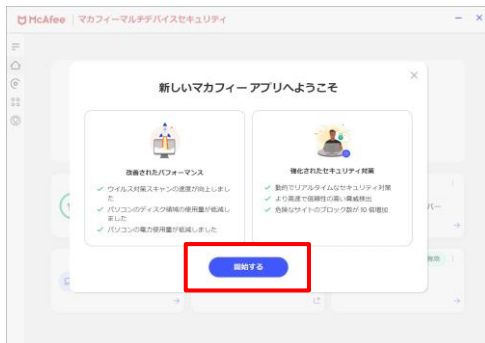 McAfee | マカフィーマルチデバイスセキュリティ
新しいマカフィー アプリへようこそ
改善されたパフォーマンス
✓ ウイルス対策スキャンの速度が向上しまし
た
✓ パソコンのディスク領域の使用量が低減し
ました
✓ パソコンの電力使用量が低減しました
強化されたセキュリティ対策
✓ 動的でリアルタイムなセキュリティ対策
✓ より高速で信頼性の高い脅威検出
✓ 危険なサイトのブロック数が 10 倍増加
開始する
バー
有効